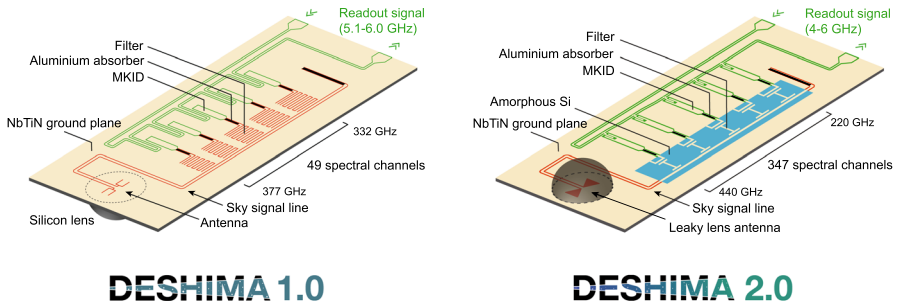 Readout signal
(5.1-6.0 GHz)
Filter
Aluminium absorber
MKID
NbTiN ground plane
332 GHz
49 spectral channels
377 GHz
Sky signal line
Silicon lens
Antenna
DESHIMA 1.0
Readout signal
(4-6 GHz)
Filter
Aluminium absorber
MKID
Amorphous Si
NbTiN ground plane
220 GHz
347 spectral channels
440 GHz
Sky signal line
Leaky lens antenna
DESHIMA 2.0